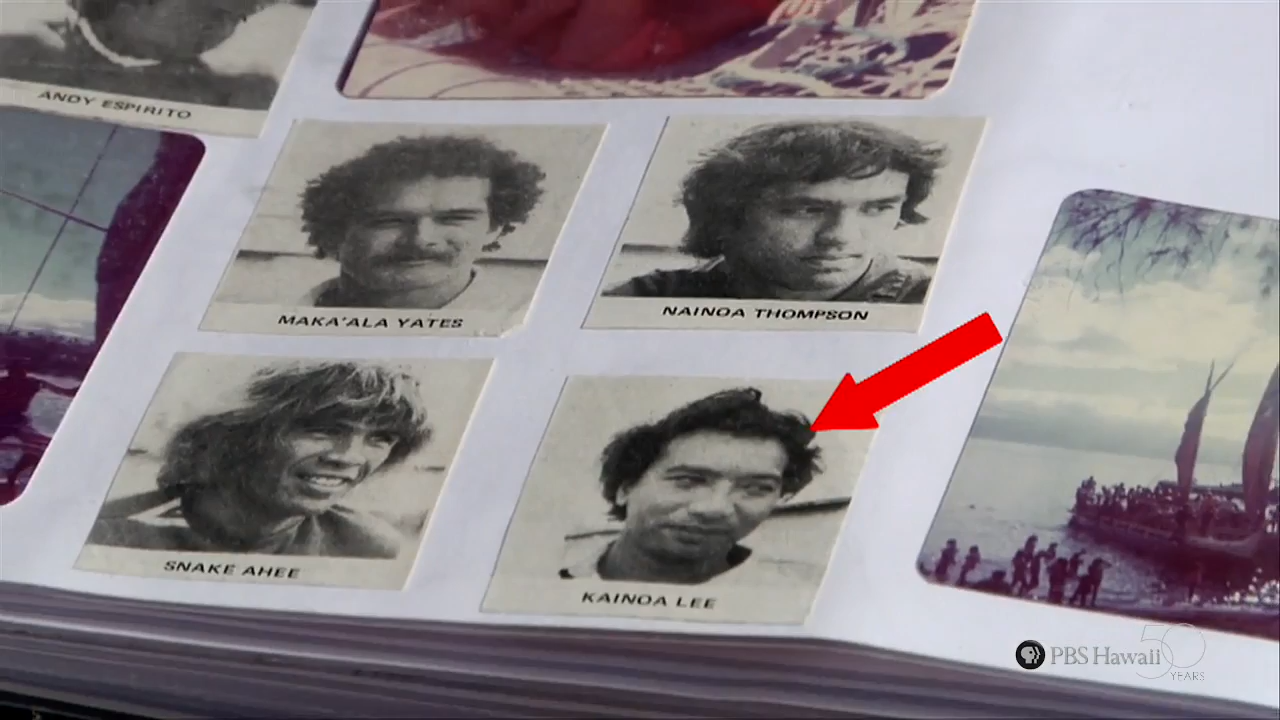 ANDY ESPIRITO
MAKA'ALA YATES
NAINOA THOMPSON
SNAKE AHEE
KAINOA LEE
PBS Hawaii 50
YEARS